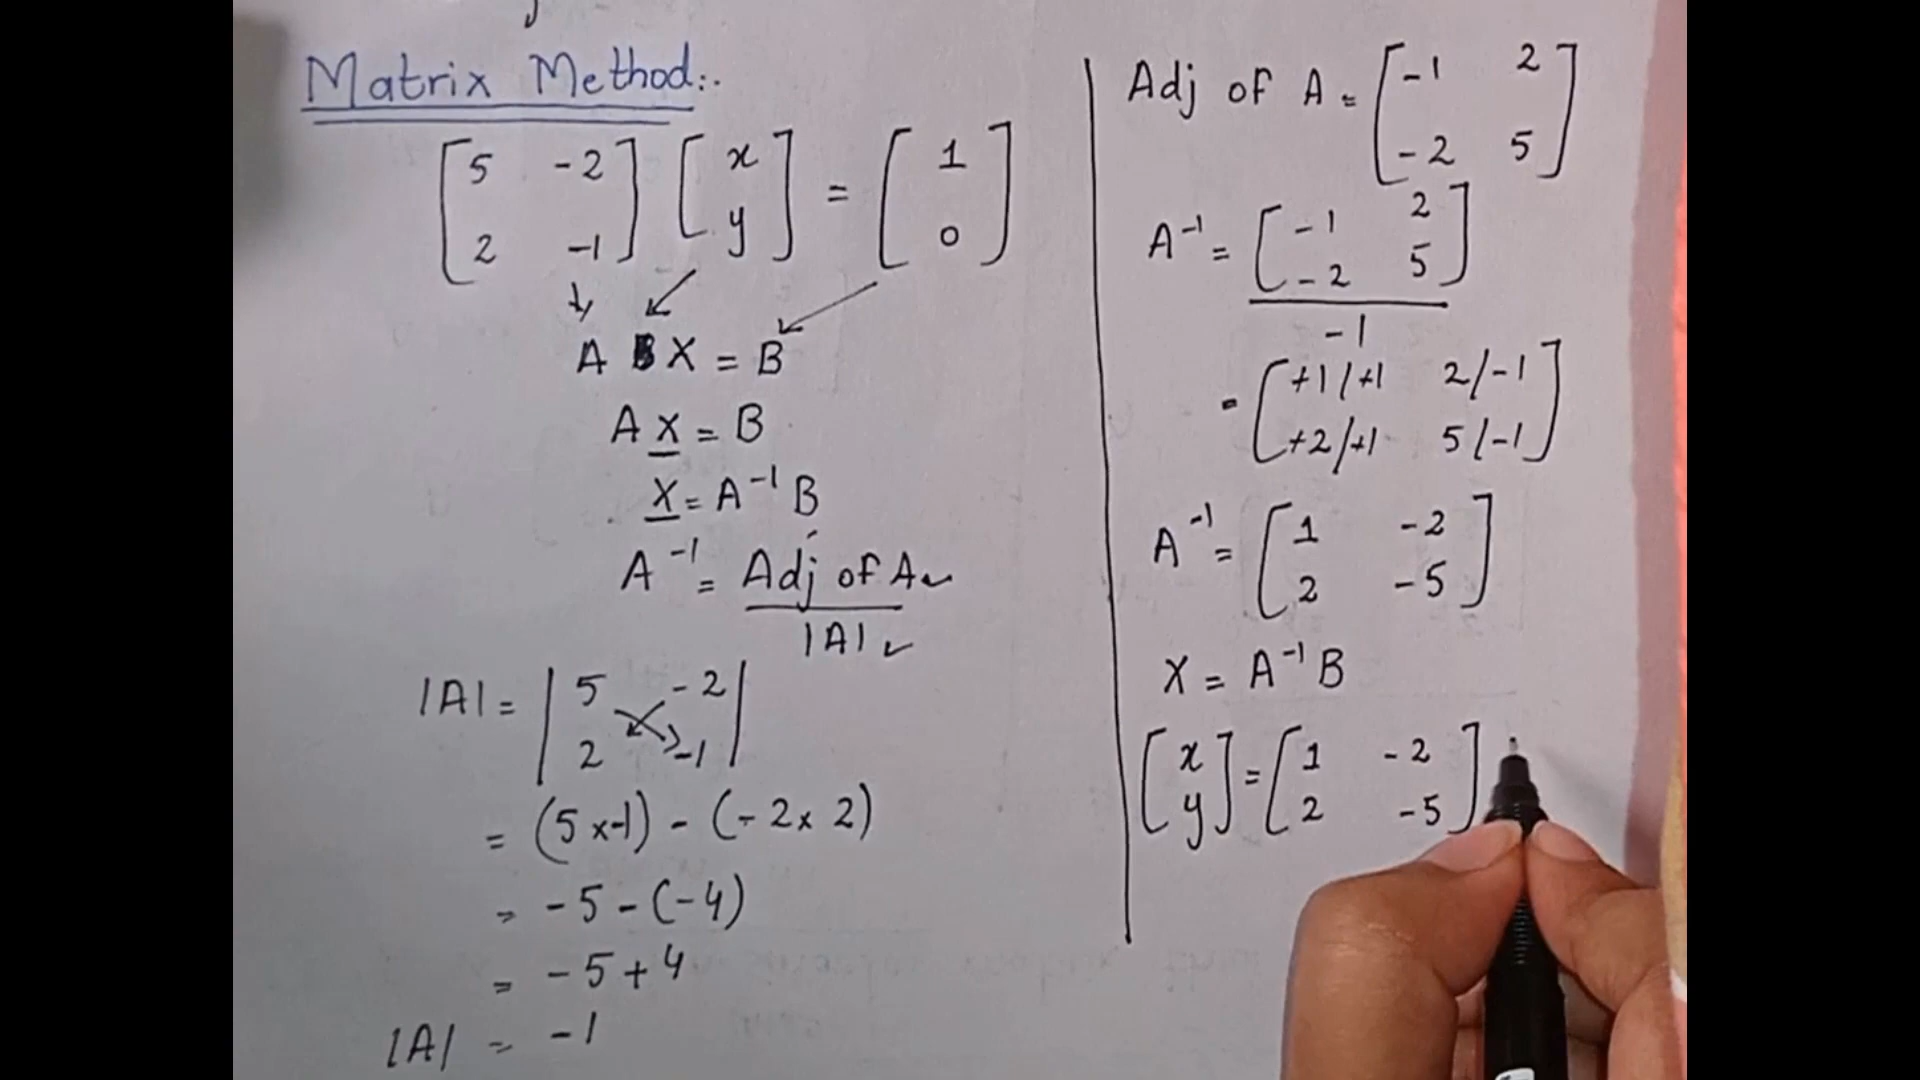 Matrix Method:.
[5 -2] [x] = [1]
[2 -1] [y] [0]
A X = B
A X = B
X = A⁻¹ B
A⁻¹ = Adj of A
|A|
|A| = |5 -2|
|2 -1|
= (5 x-1) - (-2 x 2)
= -5 - (-4)
= -5 + 4
|A| = -1
Adj of A = [-1 2]
[-2 5]
A⁻¹ = [-1 2]
[-2 5]
-1
= [+1/+1 2/-1]
[+2/+1 5/-1]
A⁻¹ = [1 -2]
[2 -5]
X = A⁻¹ B
[x] = [1 -2]
[y] [2 -5]